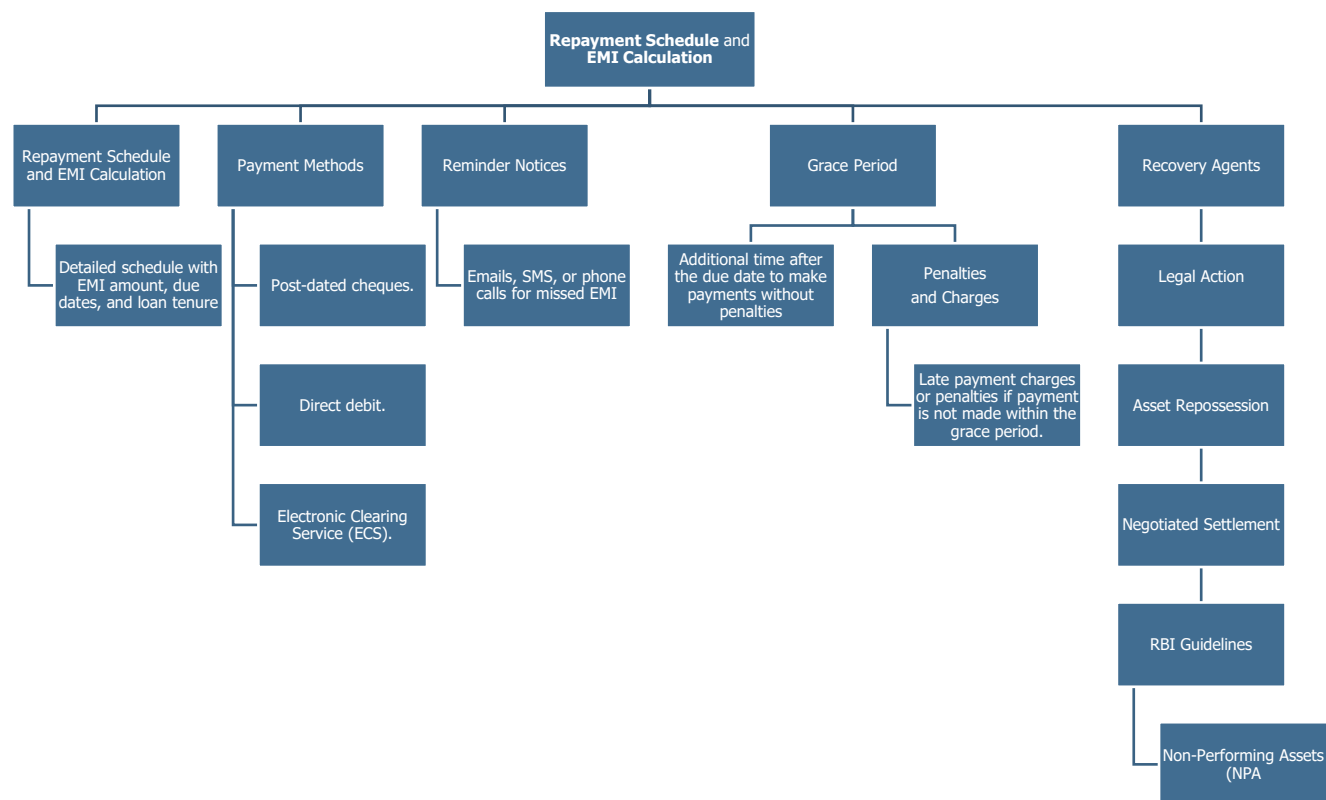 Repayment Schedule and
EMI Calculation
Repayment Schedule
and EMI Calculation
Payment Methods
Reminder Notices
Grace Period
Recovery Agents
Detailed schedule with
EMI amount, due
dates, and loan tenure
Post-dated cheques.
Emails, SMS, or phone
calls for missed EMI
Additional time after
the due date to make
payments without
penalties
Penalties
and Charges
Legal Action
Direct debit.
Late payment charges
or penalties if payment
is not made within the
grace period.
Asset Repossession
Electronic Clearing
Service (ECS).
Negotiated Settlement
RBI Guidelines
Non-Performing Assets
(NPA